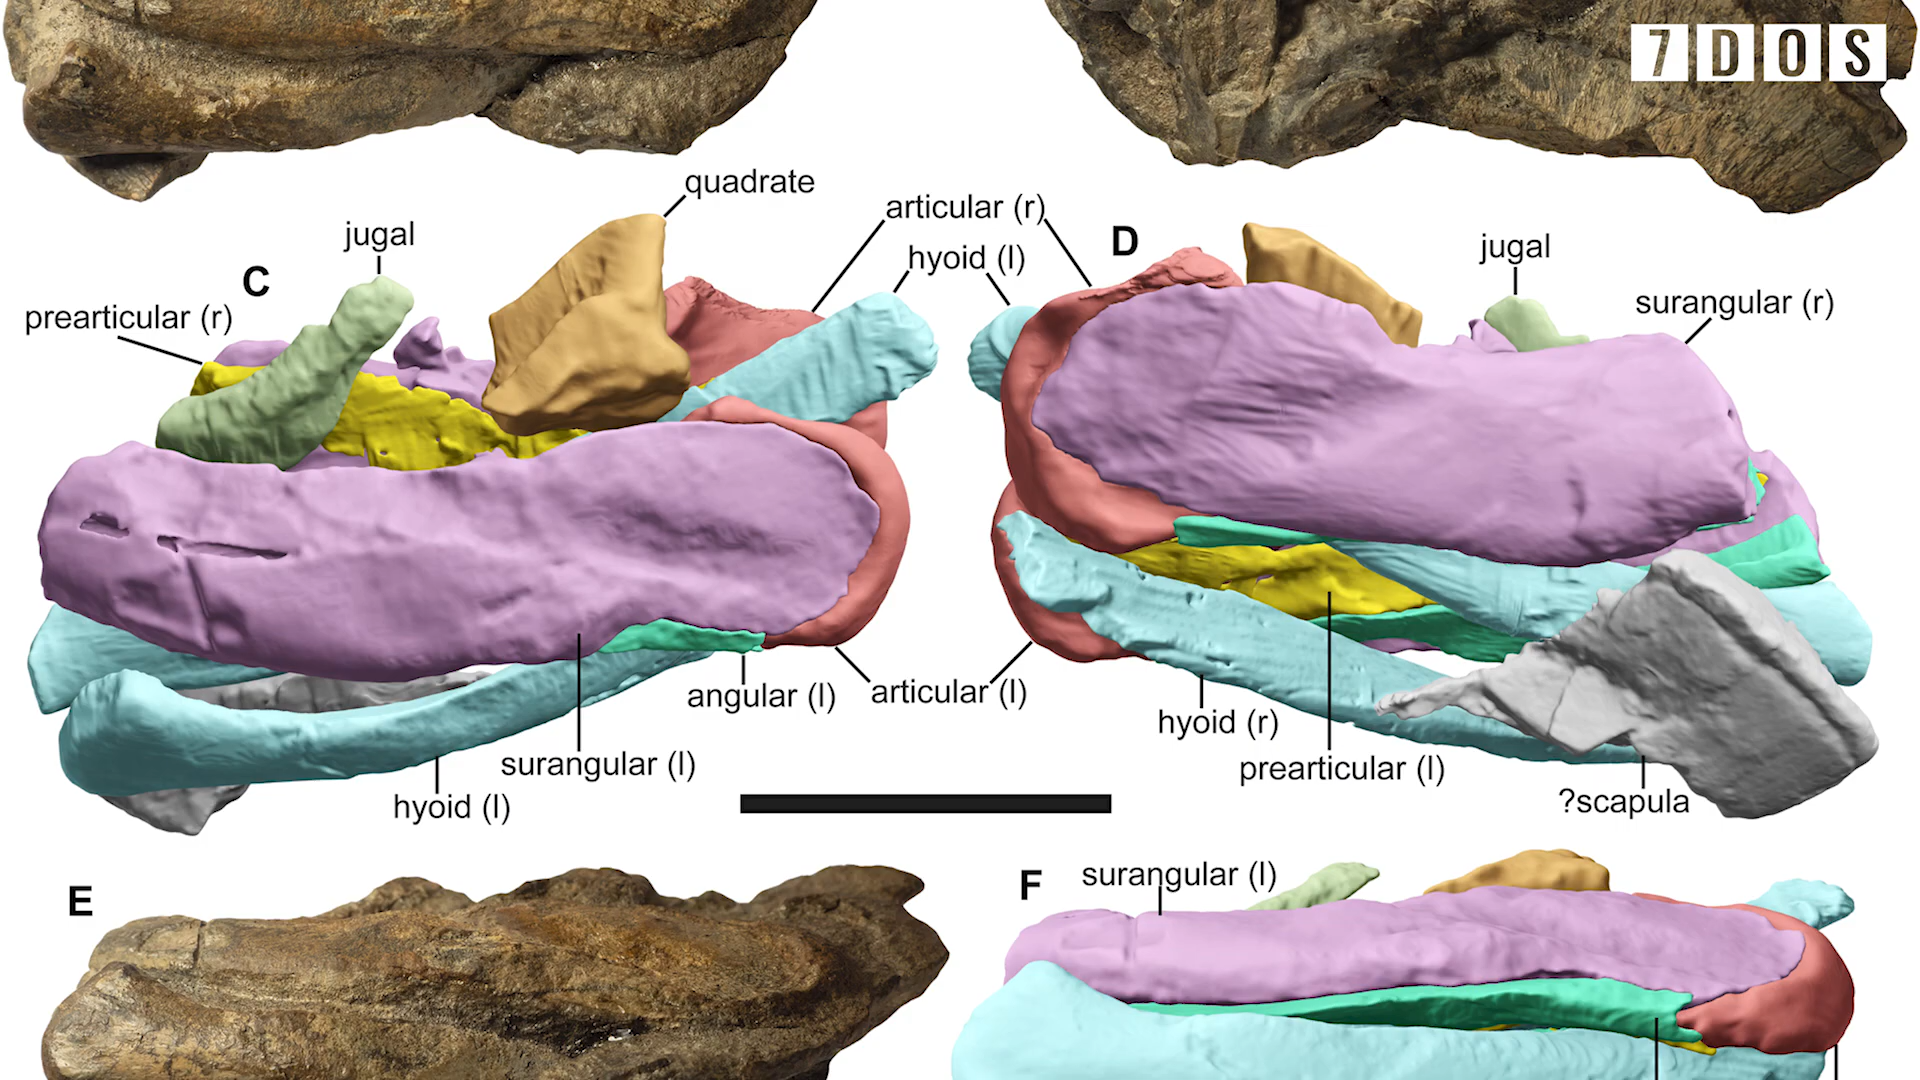 7DOS
quadrate
articular (r)
jugal
C
D
jugal
hyoid (l)
prearticular (r)
surangular (r)
angular (l)
articular (l)
hyoid (r)
surangular (l)
prearticular (l)
hyoid (l)
?scapula
E
F
surangular (l)